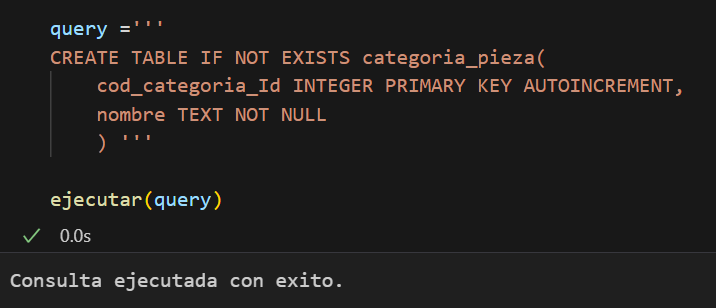 query ='''
CREATE TABLE IF NOT EXISTS categoria_pieza(
    cod_categoria_Id INTEGER PRIMARY KEY AUTOINCREMENT,
    nombre TEXT NOT NULL
    ) '''
ejecutar(query)
0.0s
Consulta ejecutada con exito.